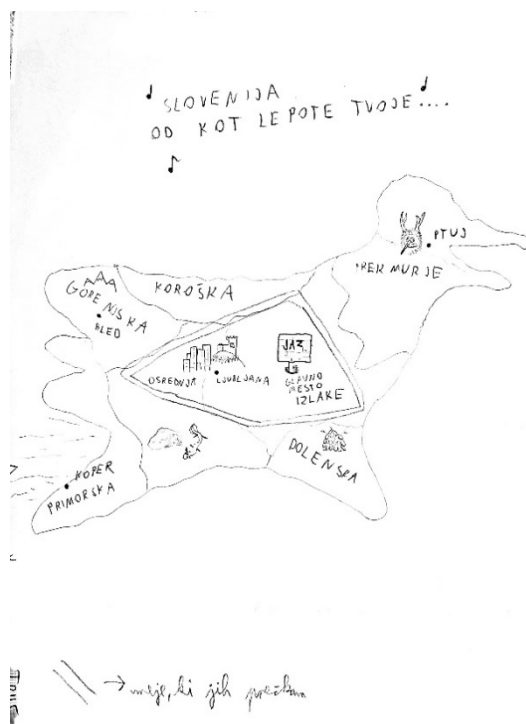 SLOVENIJA
OD KOT LEPOTE TVOJE....
PTUJ
PREKMURJE
KOROŠKA
GORENJSKA
BLED
JAZ
OSREDNJA
LJUBLJANA
GLAVNO
MESTO
IZLAKE
DOLENSKA
KOPER
PRIMORSKA
→ meje, ki jih prečkam